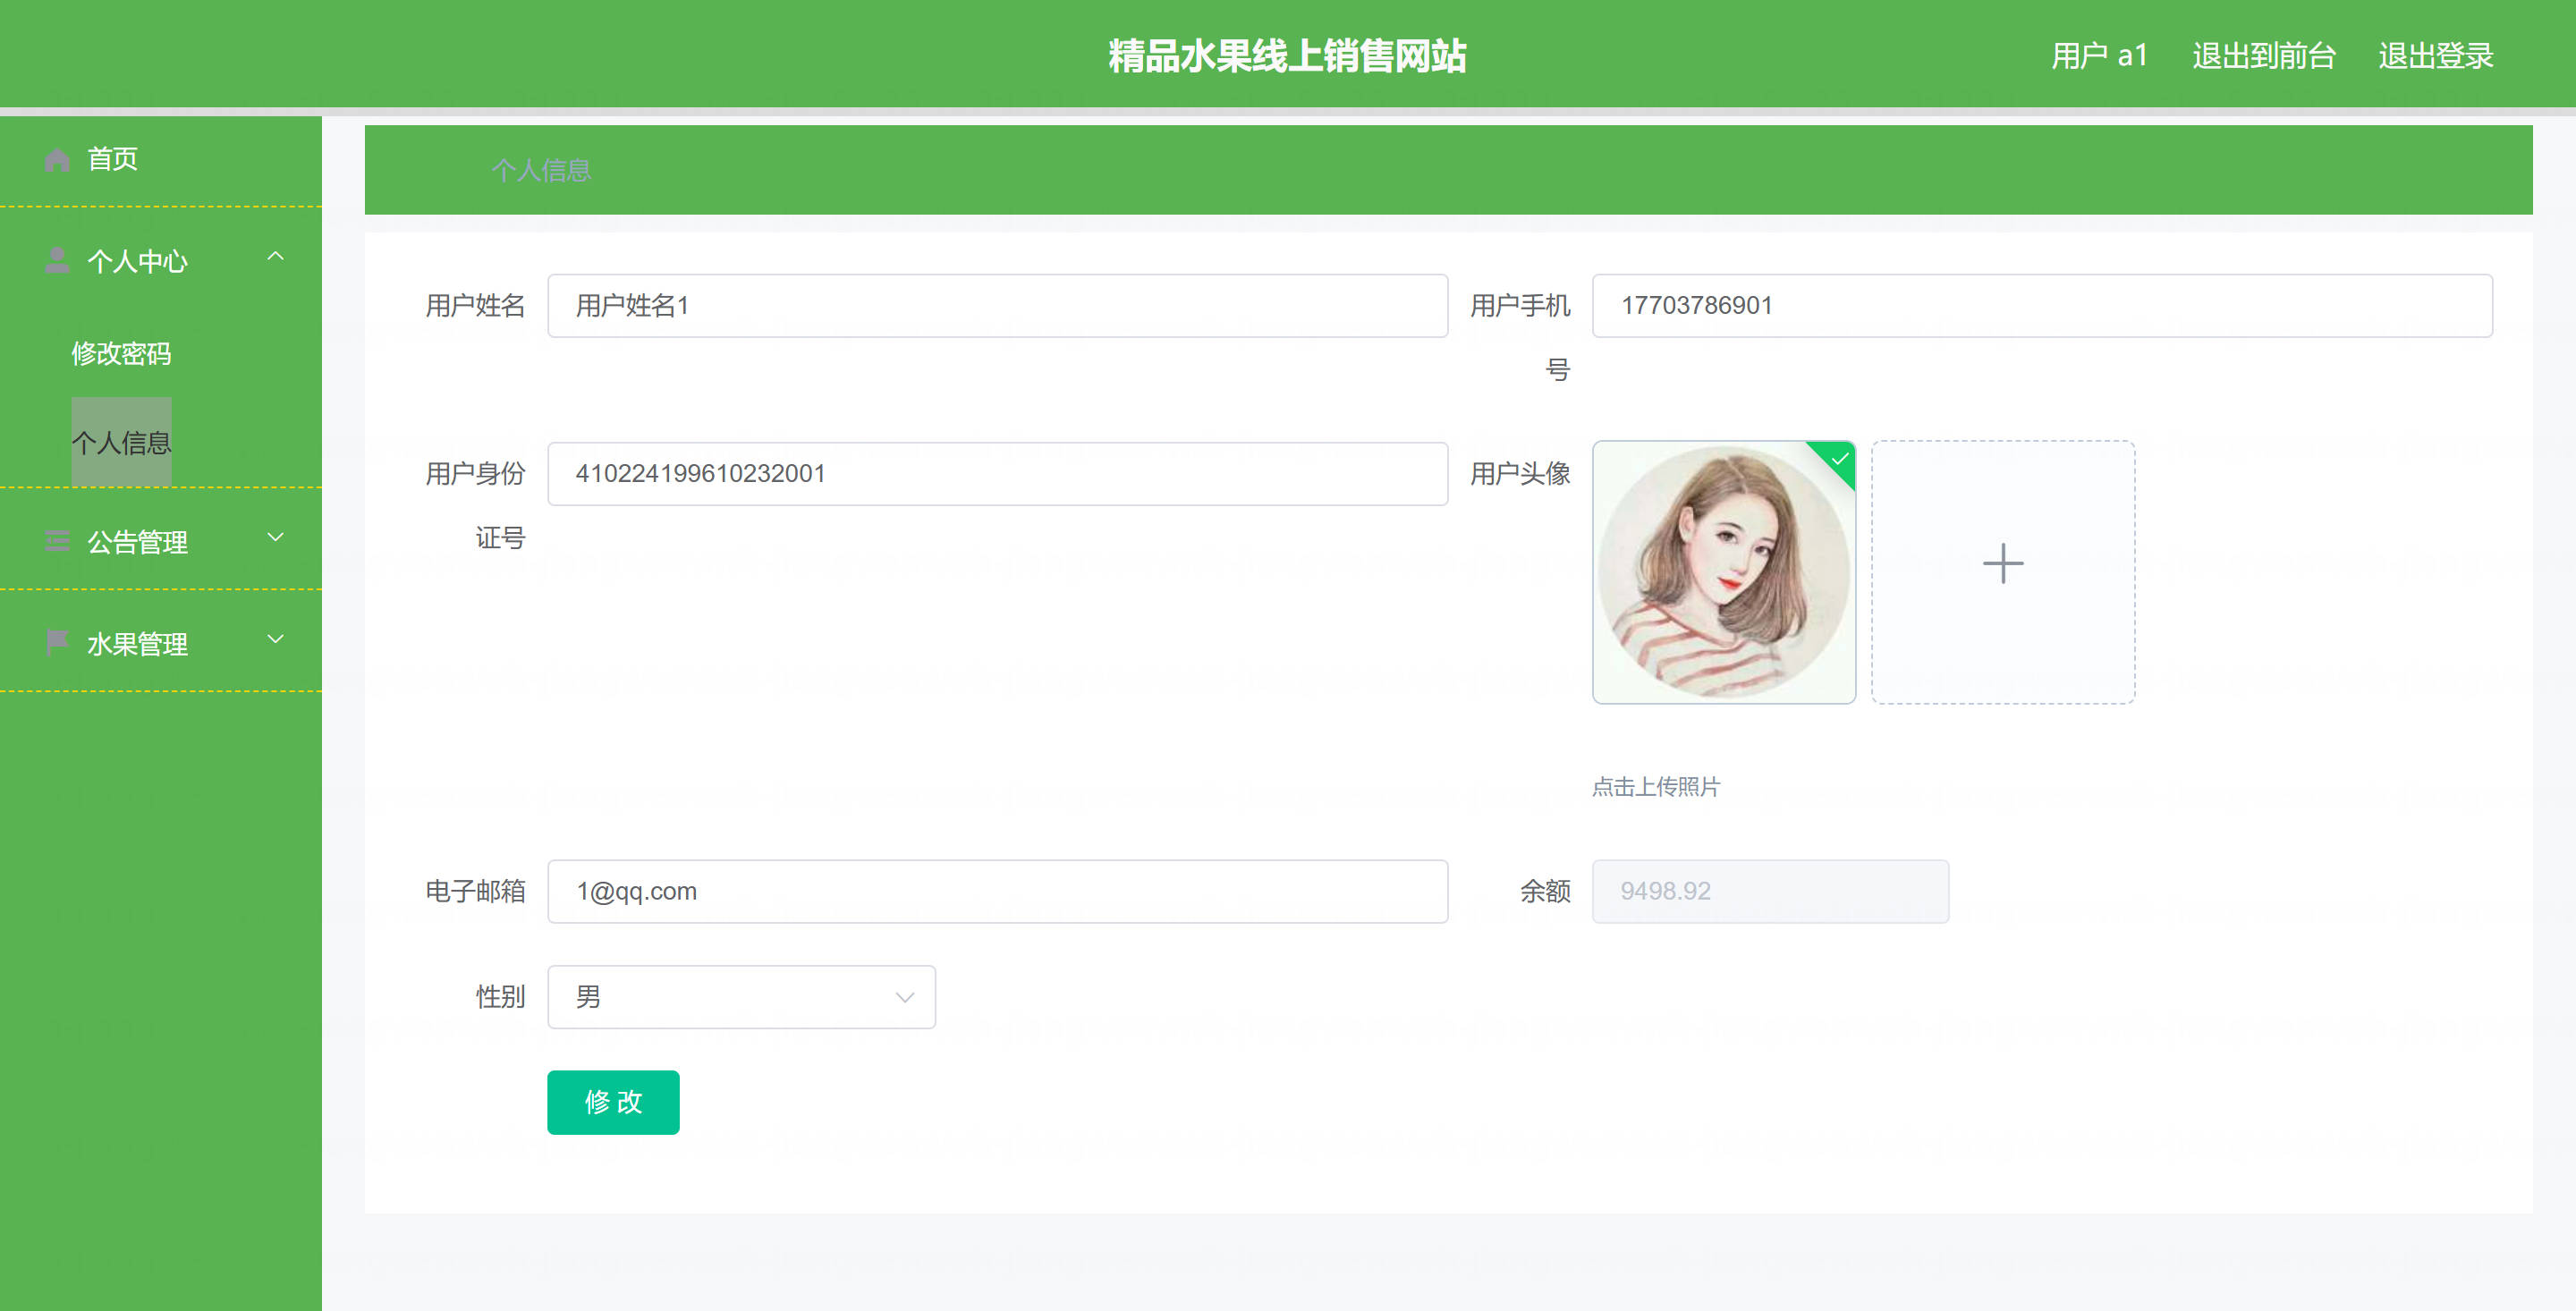 精品水果线上销售网站
用户 a1 退出到前台 退出登录
首页
个人中心
修改密码
个人信息
公告管理
水果管理
个人信息
用户姓名 用户姓名1
用户手机
号
17703786901
用户身份
证号
410224199610232001
用户头像
点击上传照片
电子邮箱 1@qq.com
余额 9498.92
性别 男
修 改